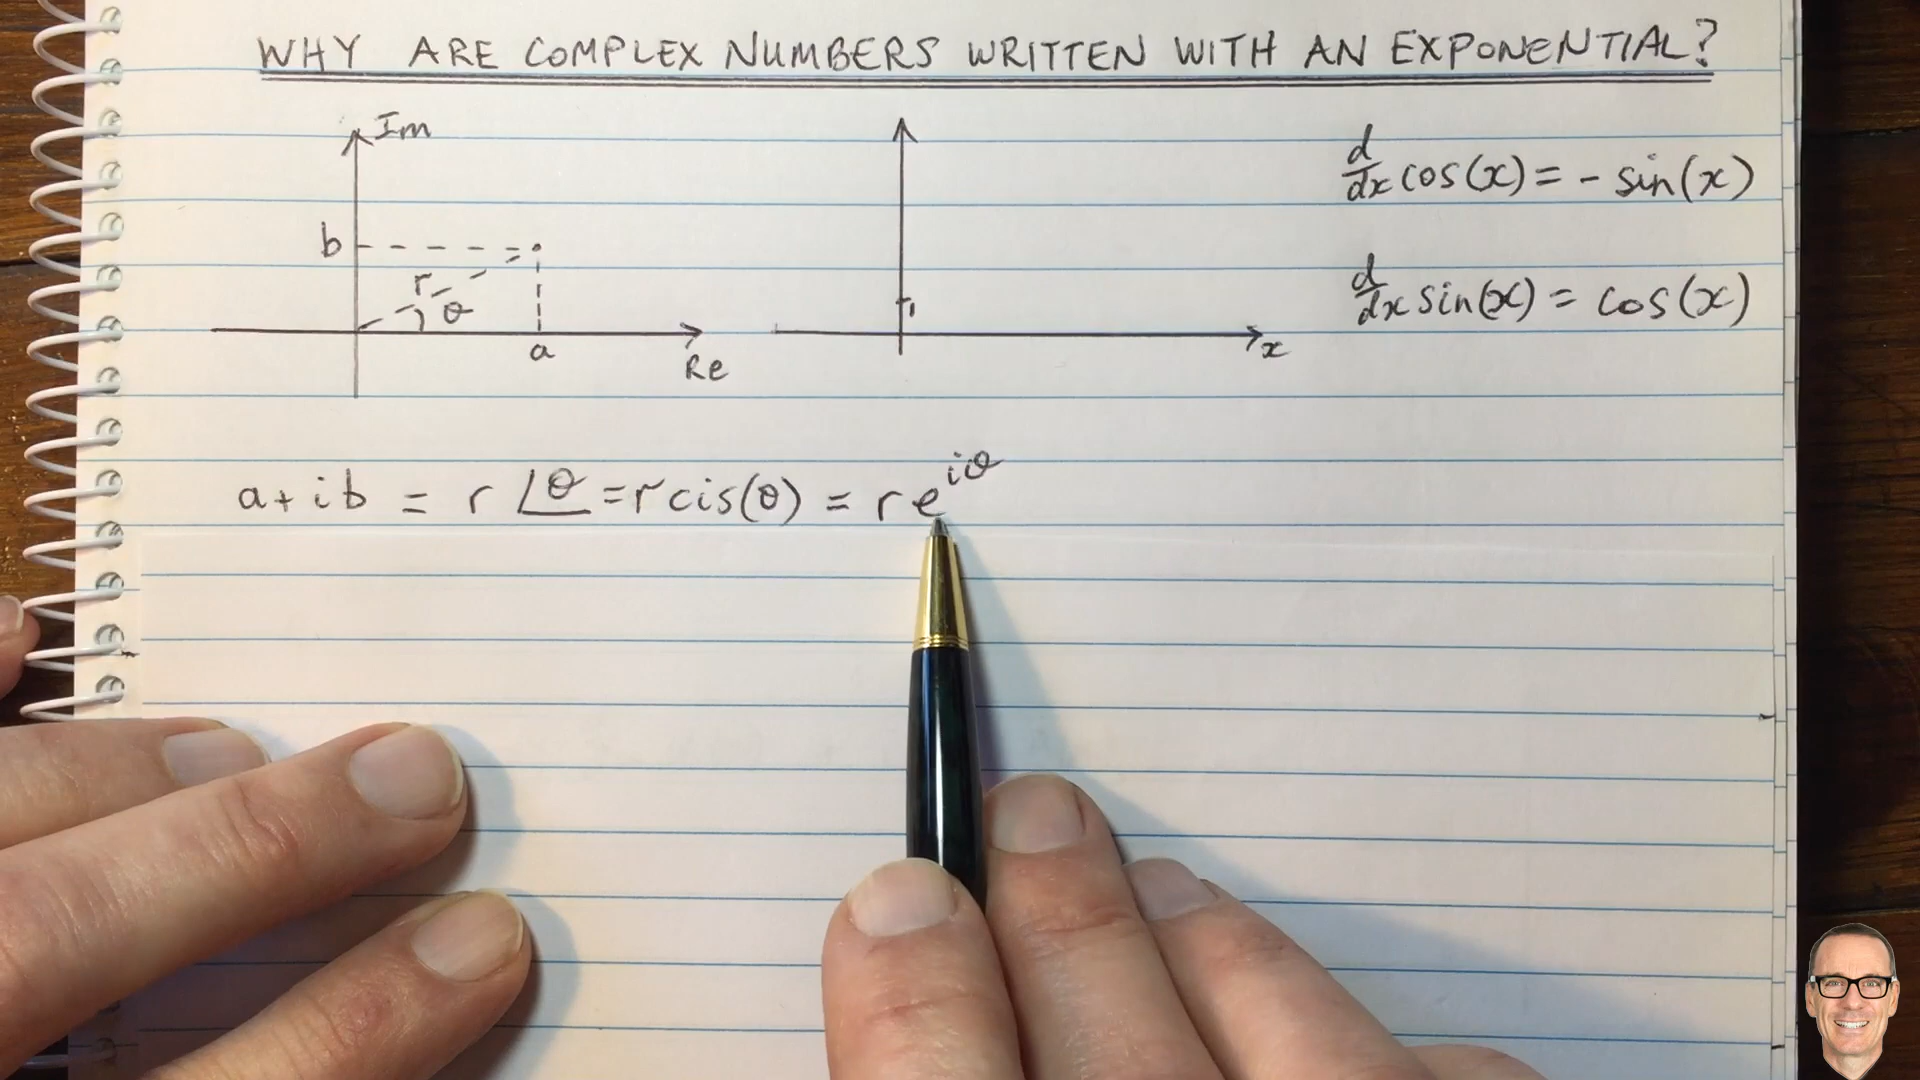 WHY ARE COMPLEX NUMBERS WRITTEN WITH AN EXPONENTIAL?
Im
b
r
θ
a
Re
1
x
d/dx cos(x) = - sin(x)
d/dx sin(x) = cos(x)
a + ib = r ∠θ = r cis(θ) = r e^{iθ}